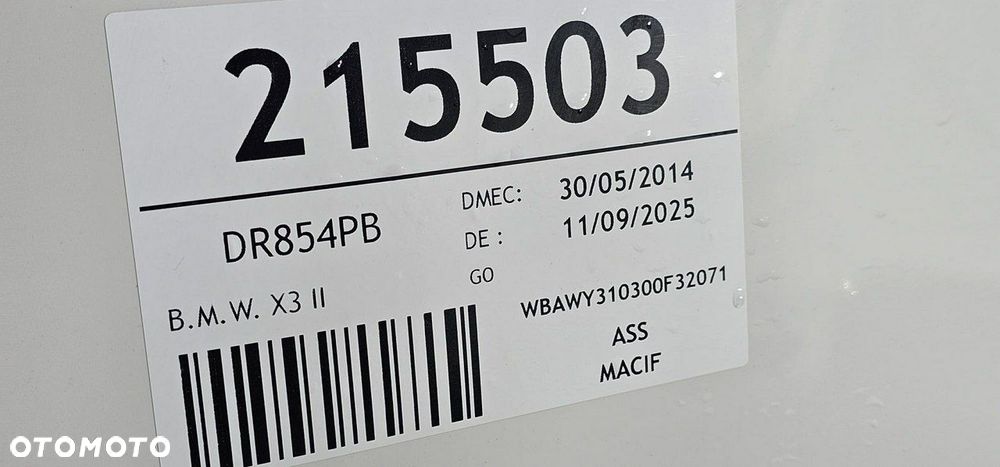 215503
DR854PB
DMEC: 30/05/2014
DE : 11/09/2025
GO
B.M.W. X3 II
WBAWY310300F32071
ASS
MACIF
OTOMOTO